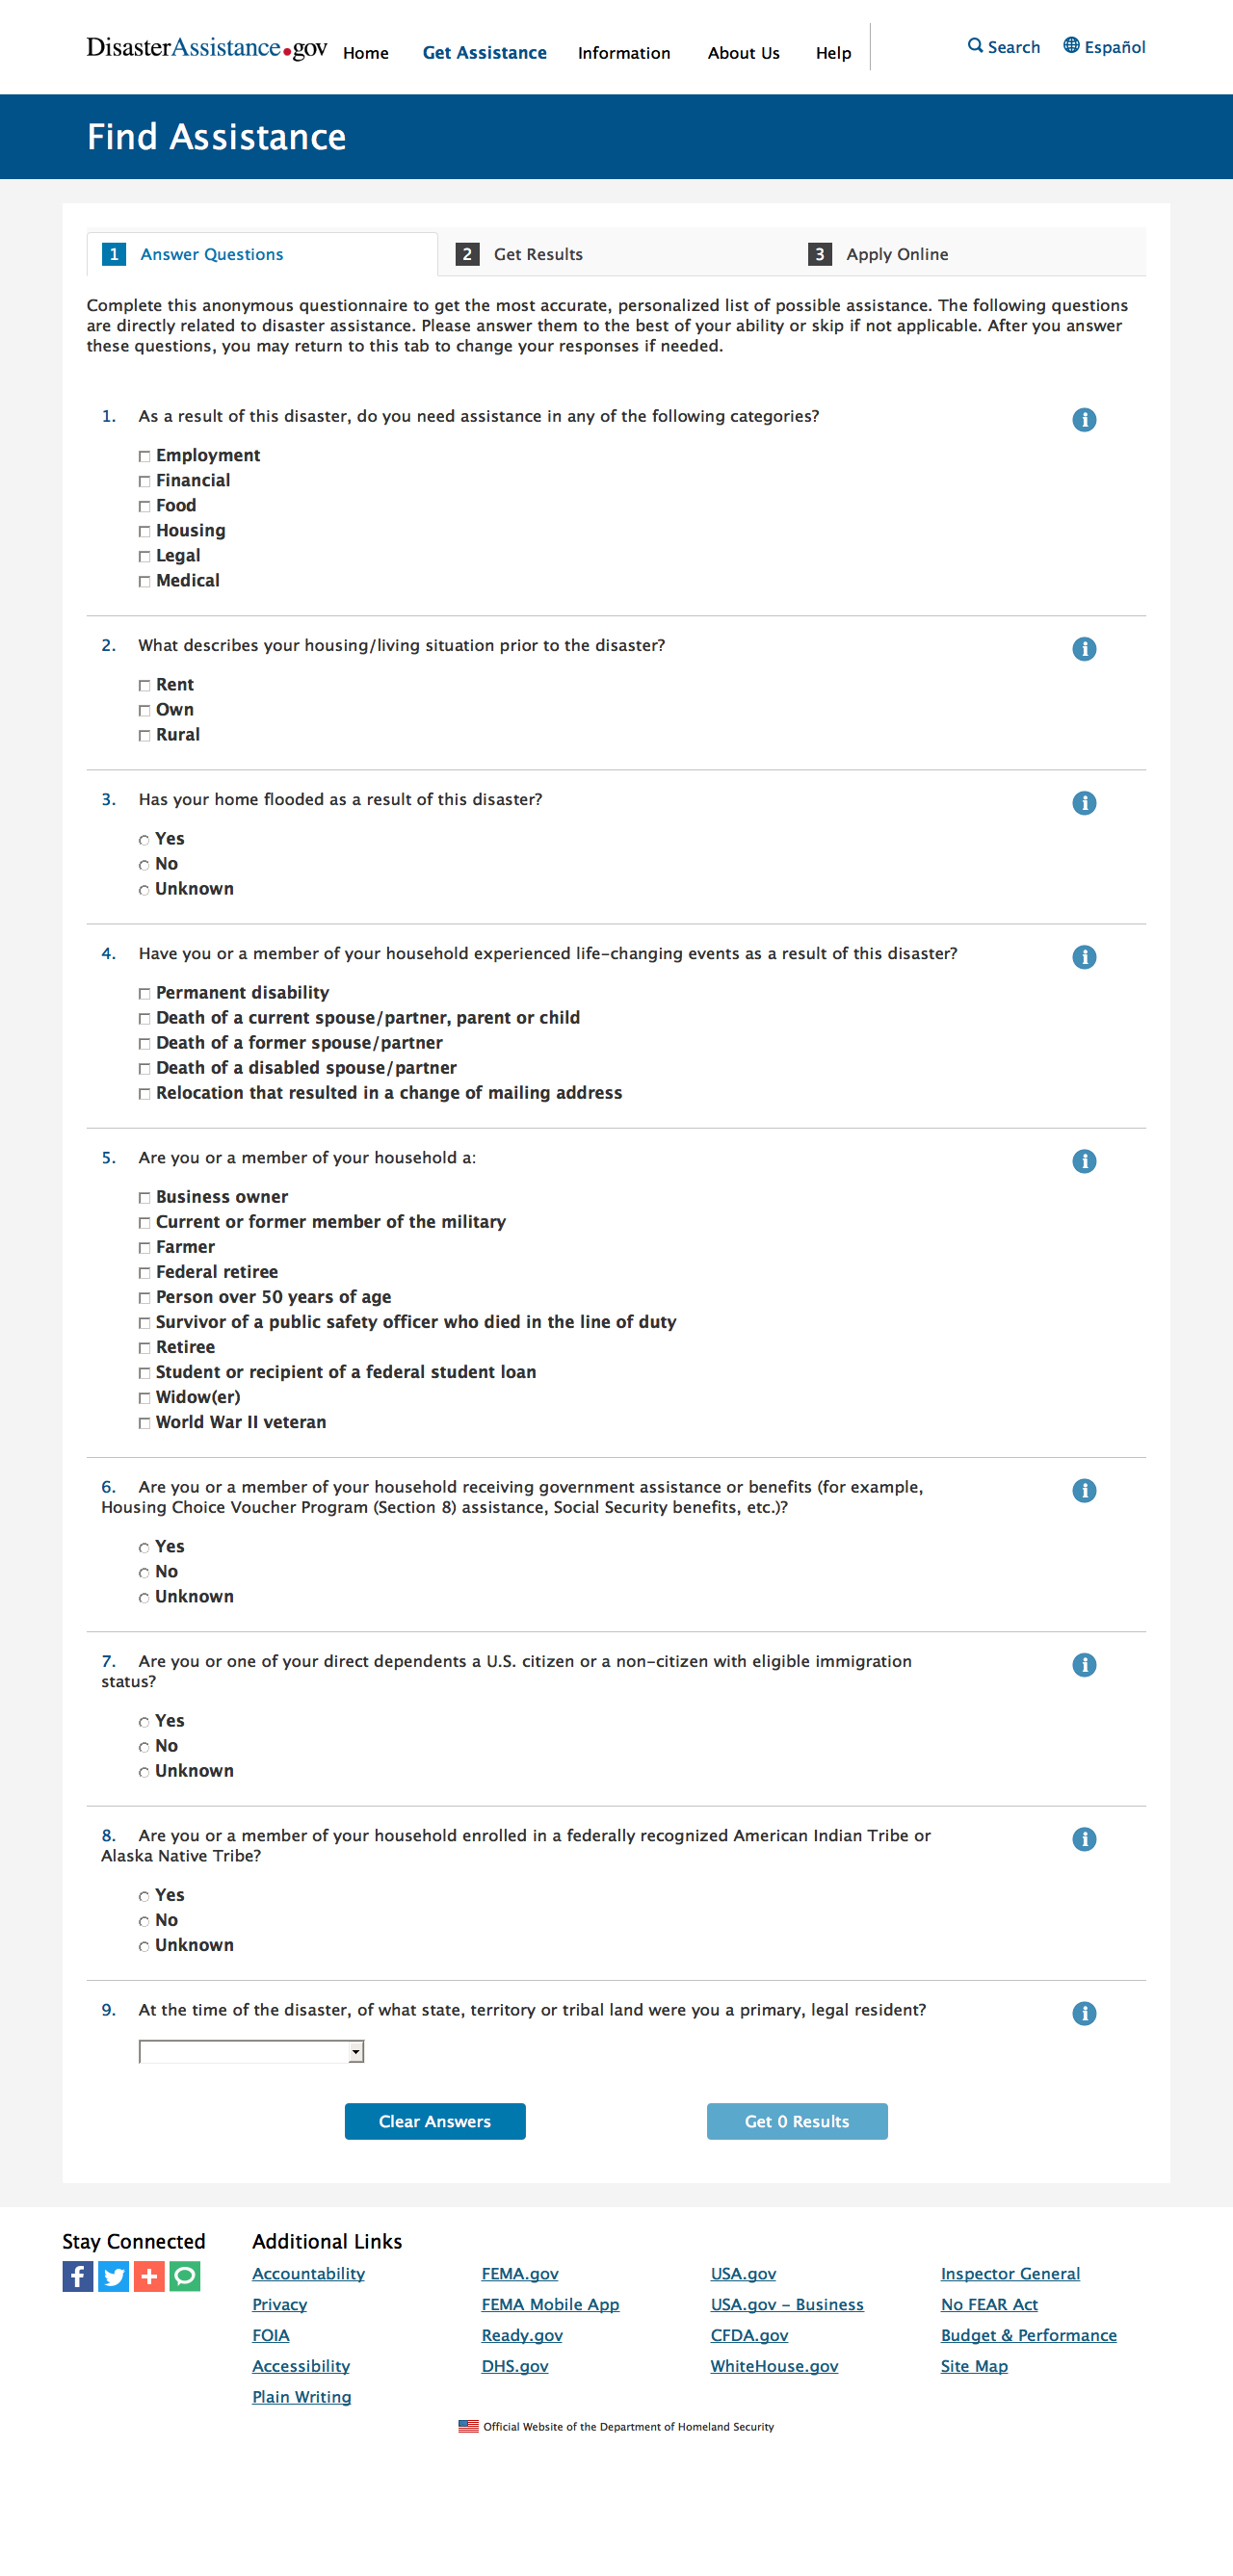 DisasterAssistance.gov Home Get Assistance Information About Us Help Search Español
Find Assistance
1 Answer Questions 2 Get Results 3 Apply Online
Complete this anonymous questionnaire to get the most accurate, personalized list of possible assistance. The following questions
are directly related to disaster assistance. Please answer them to the best of your ability or skip if not applicable. After you answer
these questions, you may return to this tab to change your responses if needed.
1. As a result of this disaster, do you need assistance in any of the following categories?
Employment
Financial
Food
Housing
Legal
Medical
2. What describes your housing/living situation prior to the disaster?
Rent
Own
Rural
3. Has your home flooded as a result of this disaster?
Yes
No
Unknown
4. Have you or a member of your household experienced life-changing events as a result of this disaster?
Permanent disability
Death of a current spouse/partner, parent or child
Death of a former spouse/partner
Death of a disabled spouse/partner
Relocation that resulted in a change of mailing address
5. Are you or a member of your household a:
Business owner
Current or former member of the military
Farmer
Federal retiree
Person over 50 years of age
Survivor of a public safety officer who died in the line of duty
Retiree
Student or recipient of a federal student loan
Widow(er)
World War II veteran
6. Are you or a member of your household receiving government assistance or benefits (for example,
Housing Choice Voucher Program (Section 8) assistance, Social Security benefits, etc.)?
Yes
No
Unknown
7. Are you or one of your direct dependents a U.S. citizen or a non-citizen with eligible immigration
status?
Yes
No
Unknown
8. Are you or a member of your household enrolled in a federally recognized American Indian Tribe or
Alaska Native Tribe?
Yes
No
Unknown
9. At the time of the disaster, of what state, territory or tribal land were you a primary, legal resident?
Clear Answers Get 0 Results
Stay Connected Additional Links
Accountability FEMA.gov USA.gov Inspector General
Privacy FEMA Mobile App USA.gov - Business No FEAR Act
FOIA Ready.gov CFDA.gov Budget & Performance
Accessibility DHS.gov WhiteHouse.gov Site Map
Plain Writing
Official Website of the Department of Homeland Security